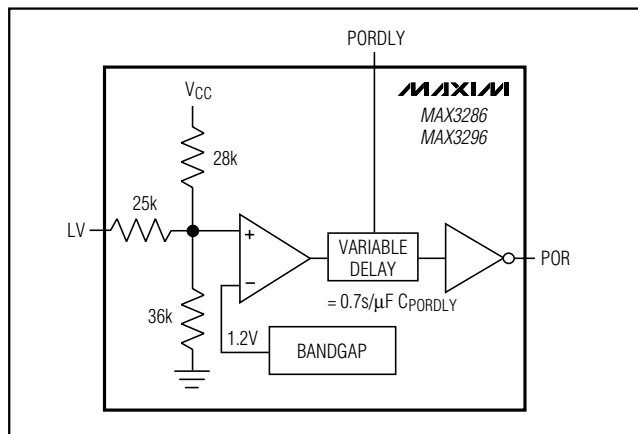 PORDLY
MAXIM
MAX3286
MAX3296
VCC
28k
25k
LV
+
−
36k
1.2V
VARIABLE
DELAY
= 0.7s/μF CPORDLY
BANDGAP
POR